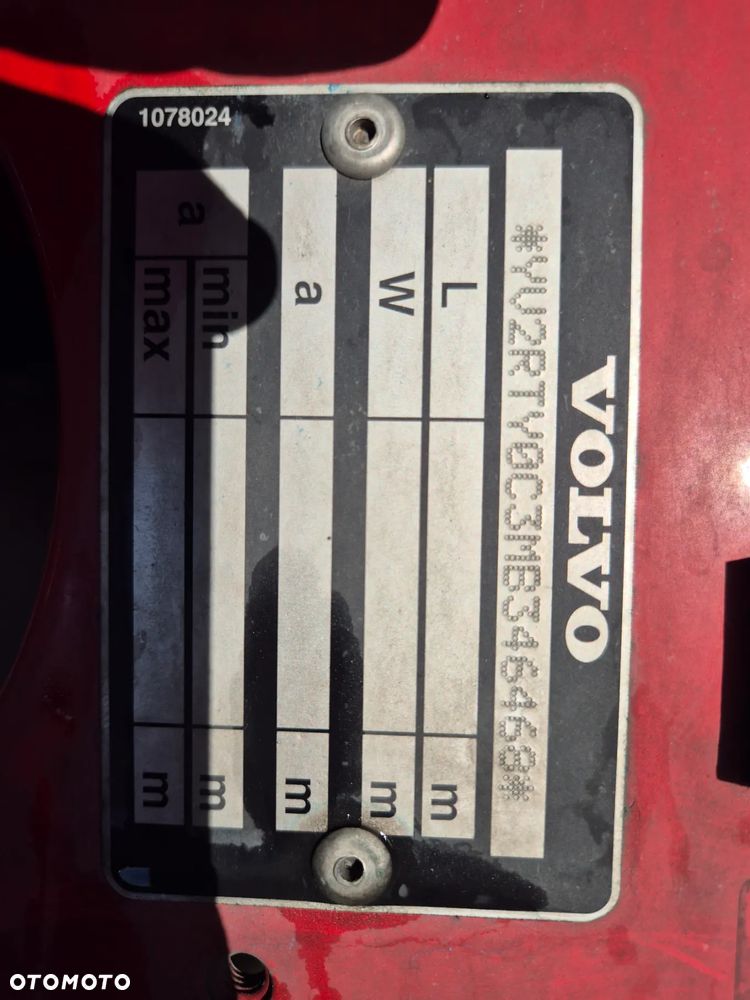 VOLVO
*YV2RTY0C3MB346468*
L m
W m
a m
a min m
max m
1078024
OTOMOTO